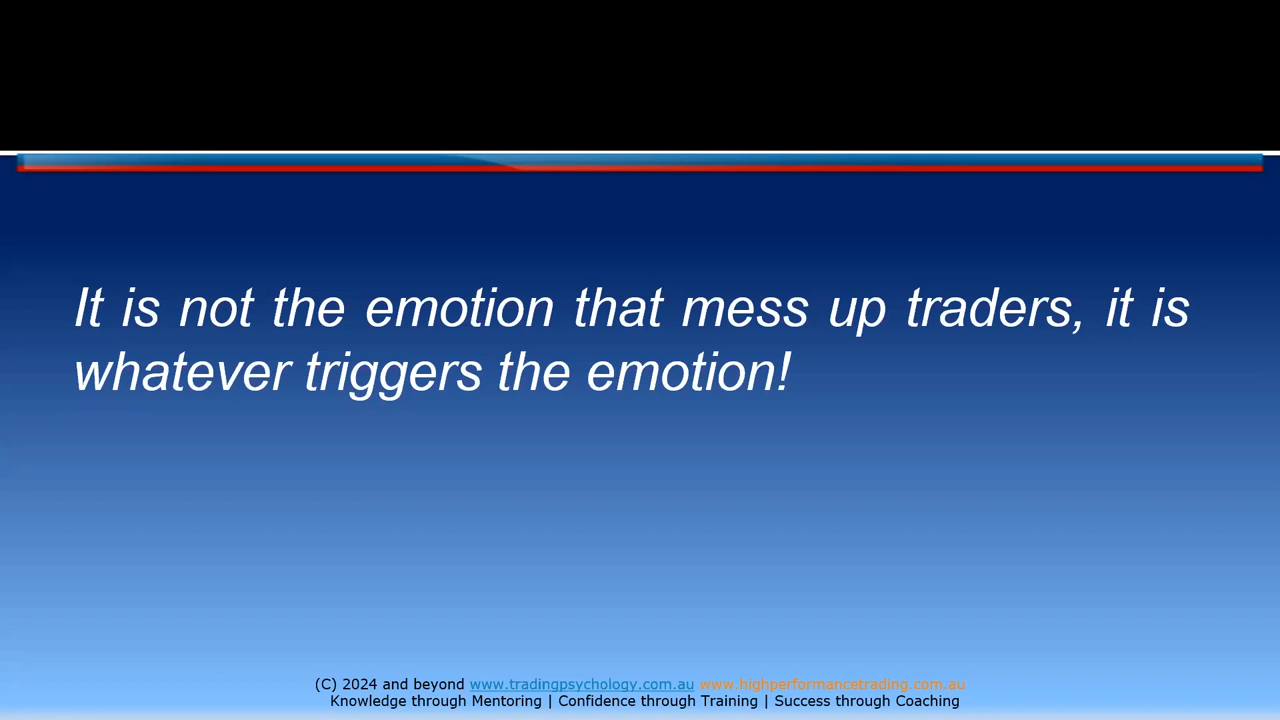 It is not the emotion that mess up traders, it is
whatever triggers the emotion!
(C) 2024 and beyond www.tradingpsychology.com.au www.highperformancetrading.com.au
Knowledge through Mentoring | Confidence through Training | Success through Coaching